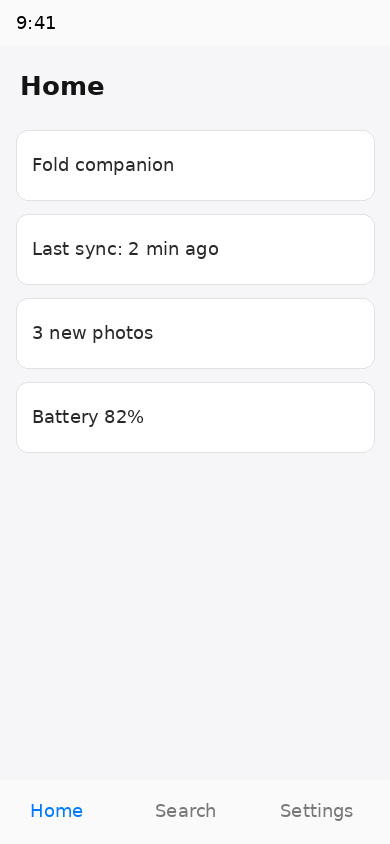 9:41
Home
Fold companion
Last sync: 2 min ago
3 new photos
Battery 82%
Home Search Settings